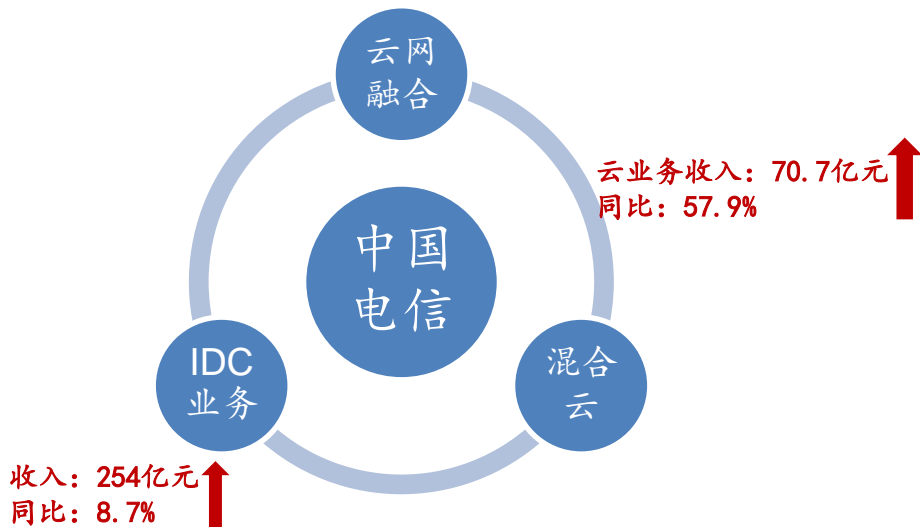 云网
融合
云业务收入：70.7亿元
同比：57.9%
中国
电信
IDC
业务
混合
云
收入：254亿元
同比：8.7%